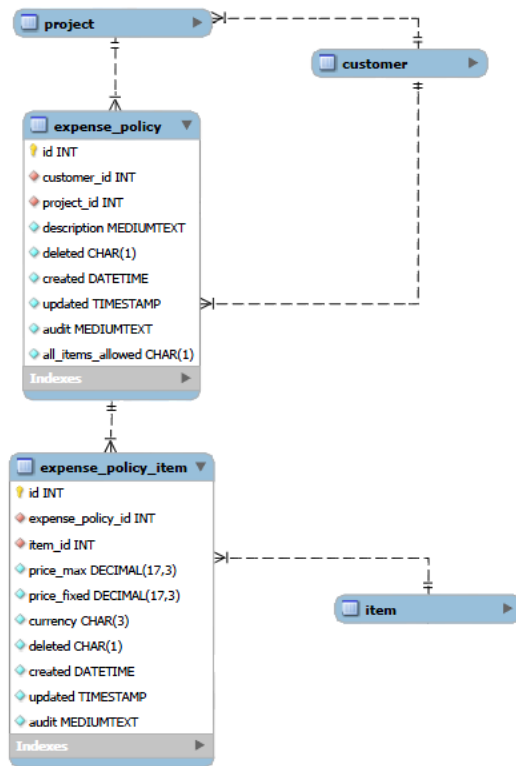 project
customer
expense_policy
id INT
customer_id INT
project_id INT
description MEDIUMTEXT
deleted CHAR(1)
created DATETIME
updated TIMESTAMP
audit MEDIUMTEXT
all_items_allowed CHAR(1)
Indexes
expense_policy_item
id INT
expense_policy_id INT
item_id INT
price_max DECIMAL(17,3)
price_fixed DECIMAL(17,3)
currency CHAR(3)
deleted CHAR(1)
created DATETIME
updated TIMESTAMP
audit MEDIUMTEXT
Indexes
item